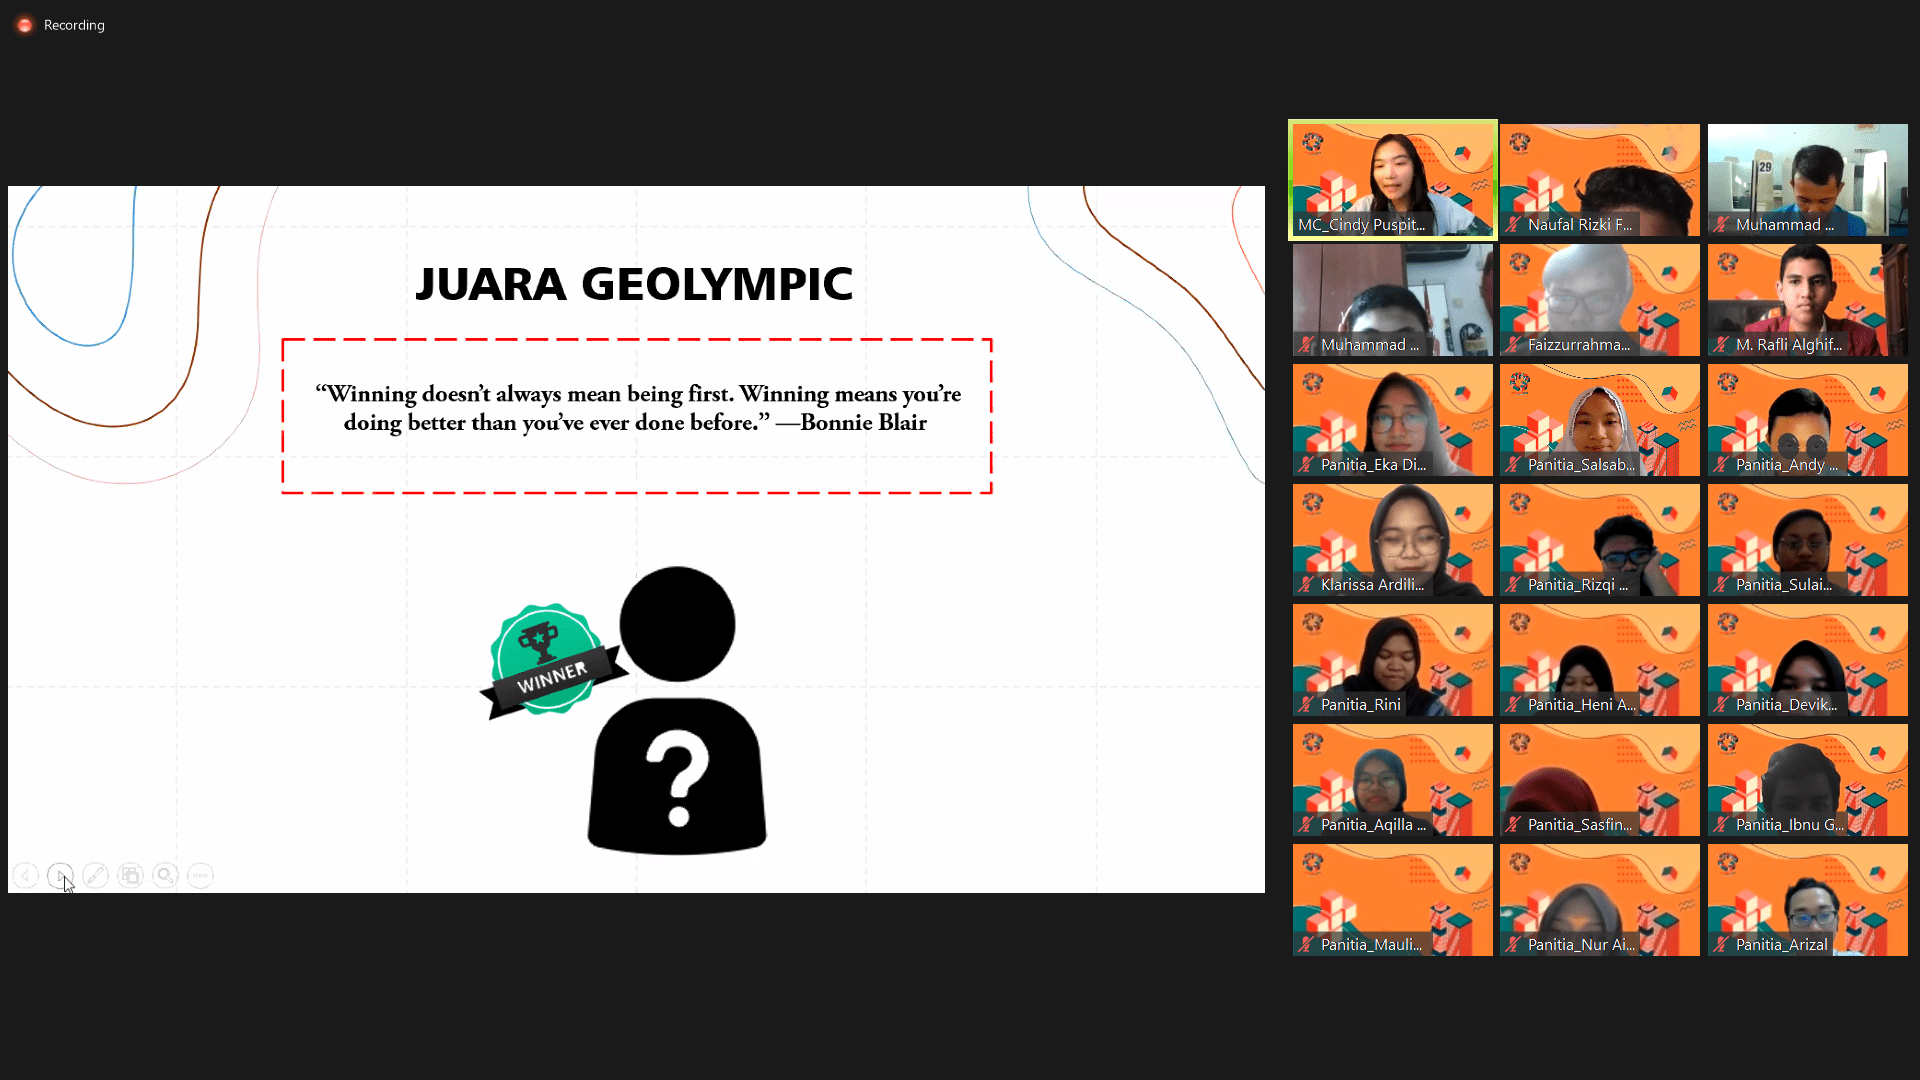 Recording
JUARA GEOLYMPIC
“Winning doesn’t always mean being first. Winning means you’re
doing better than you’ve ever done before.” —Bonnie Blair
WINNER
?
MC_Cindy Puspit...
Naufal Rizki F...
29
Muhammad ...
Muhammad ...
Faizzurrahma...
M. Rafli Alghif...
Panitia_Eka Di...
Panitia_Salsab...
Panitia_Andy ...
Klarissa Ardili...
Panitia_Rizqi ...
Panitia_Sulai...
Panitia_Rini
Panitia_Heni A...
Panitia_Devik...
Panitia_Aqilla ...
Panitia_Sasfin...
Panitia_Ibnu G...
Panitia_Mauli...
Panitia_Nur Ai...
Panitia_Arizal